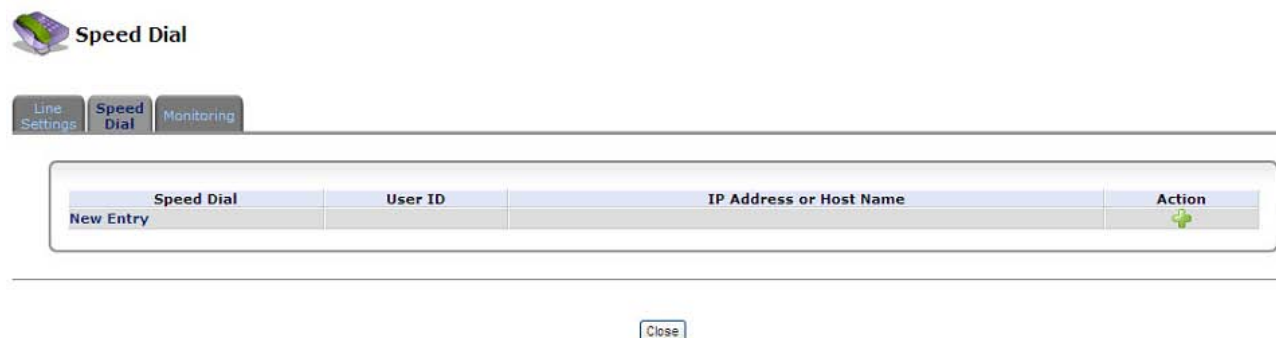 Speed Dial
Line Settings
Speed Dial
Monitoring
Speed Dial User ID IP Address or Host Name Action
New Entry
Close